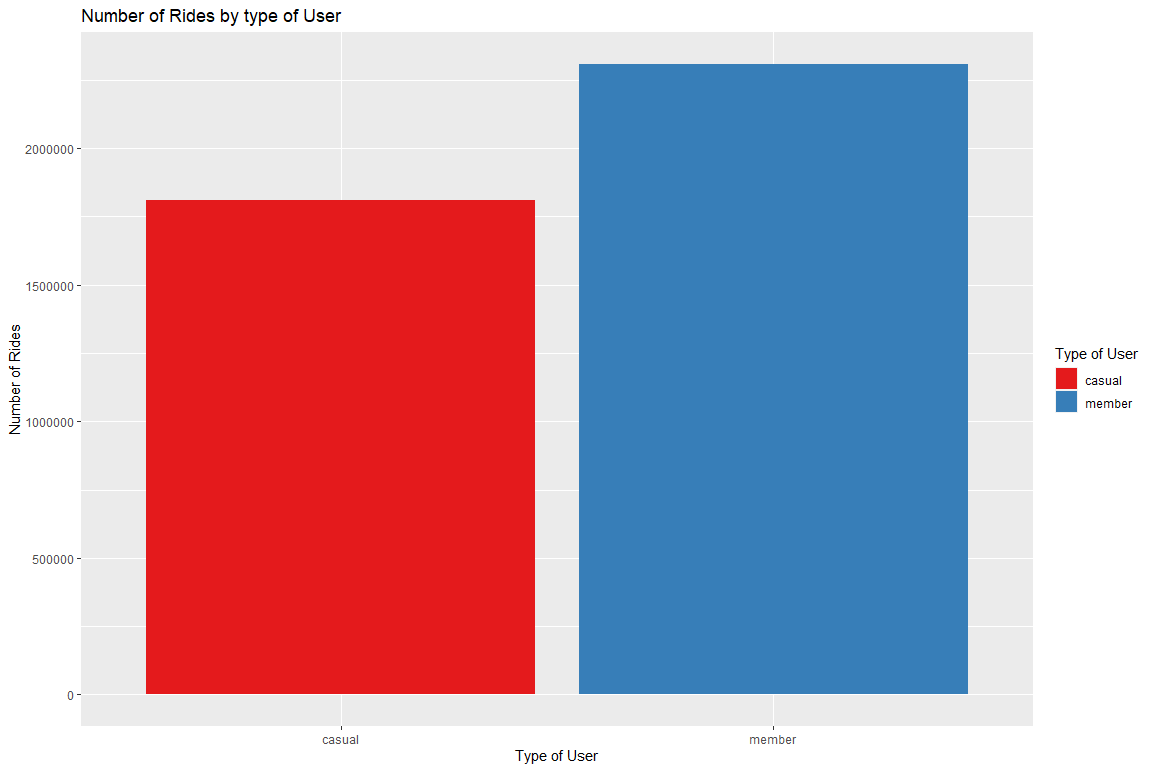 Number of Rides by type of User
Number of Rides
2000000
1500000
1000000
500000
0
casual
member
Type of User
Type of User
casual
member